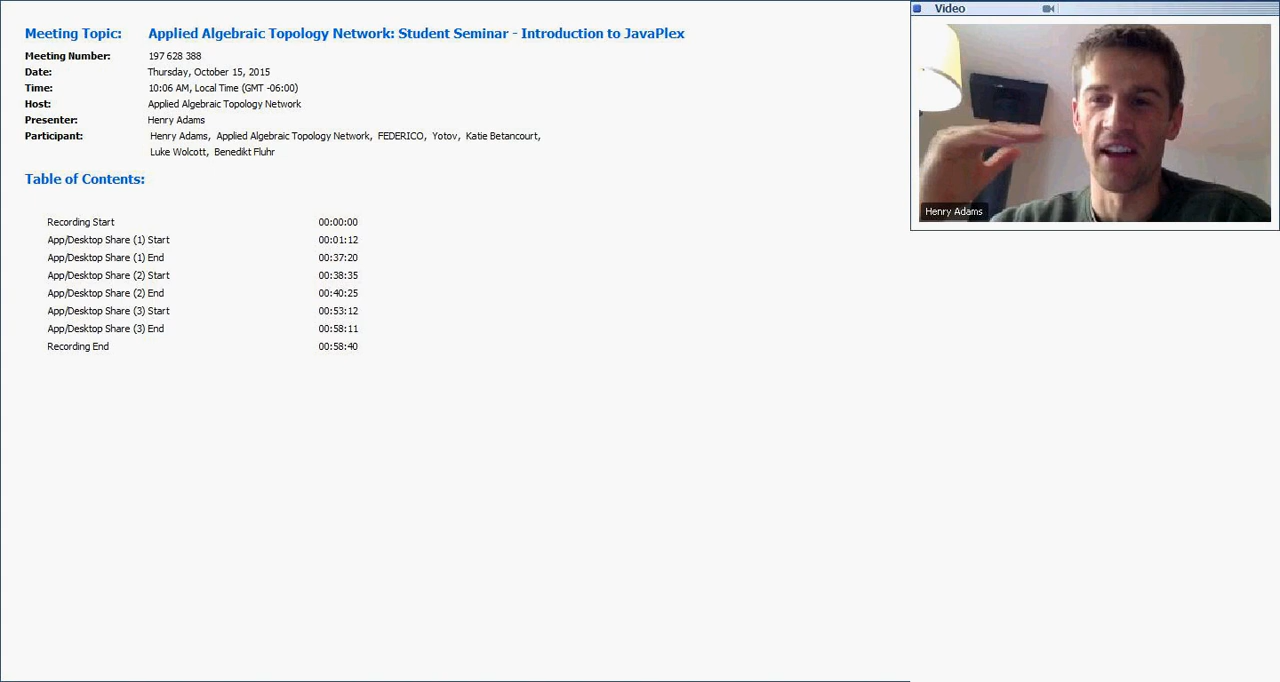 Meeting Topic: Applied Algebraic Topology Network: Student Seminar - Introduction to JavaPlex
Meeting Number: 197 628 388
Date: Thursday, October 15, 2015
Time: 10:06 AM, Local Time (GMT -06:00)
Host: Applied Algebraic Topology Network
Presenter: Henry Adams
Participant: Henry Adams, Applied Algebraic Topology Network, FEDERICO, Yotov, Katie Betancourt,
Luke Wolcott, Benedikt Fluhr
Table of Contents:
Recording Start 00:00:00
App/Desktop Share (1) Start 00:01:12
App/Desktop Share (1) End 00:37:20
App/Desktop Share (2) Start 00:38:35
App/Desktop Share (2) End 00:40:25
App/Desktop Share (3) Start 00:53:12
App/Desktop Share (3) End 00:58:11
Recording End 00:58:40
Video
Henry Adams